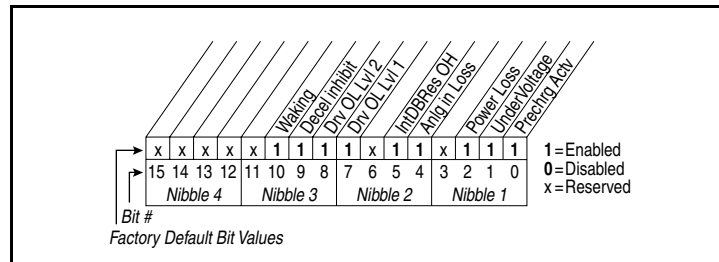 Waking
Decel inhibit
Drv OL Lvl 2
Drv OL Lvl 1
IntDBRes OH
Anlg in Loss
Power Loss
UnderVoltage
Prechrg Actv
x x x x x 1 1 1 1 x 1 1 x 1 1 1
15 14 13 12 11 10 9 8 7 6 5 4 3 2 1 0
Nibble 4 Nibble 3 Nibble 2 Nibble 1
1=Enabled
0=Disabled
x=Reserved
Bit #
Factory Default Bit Values